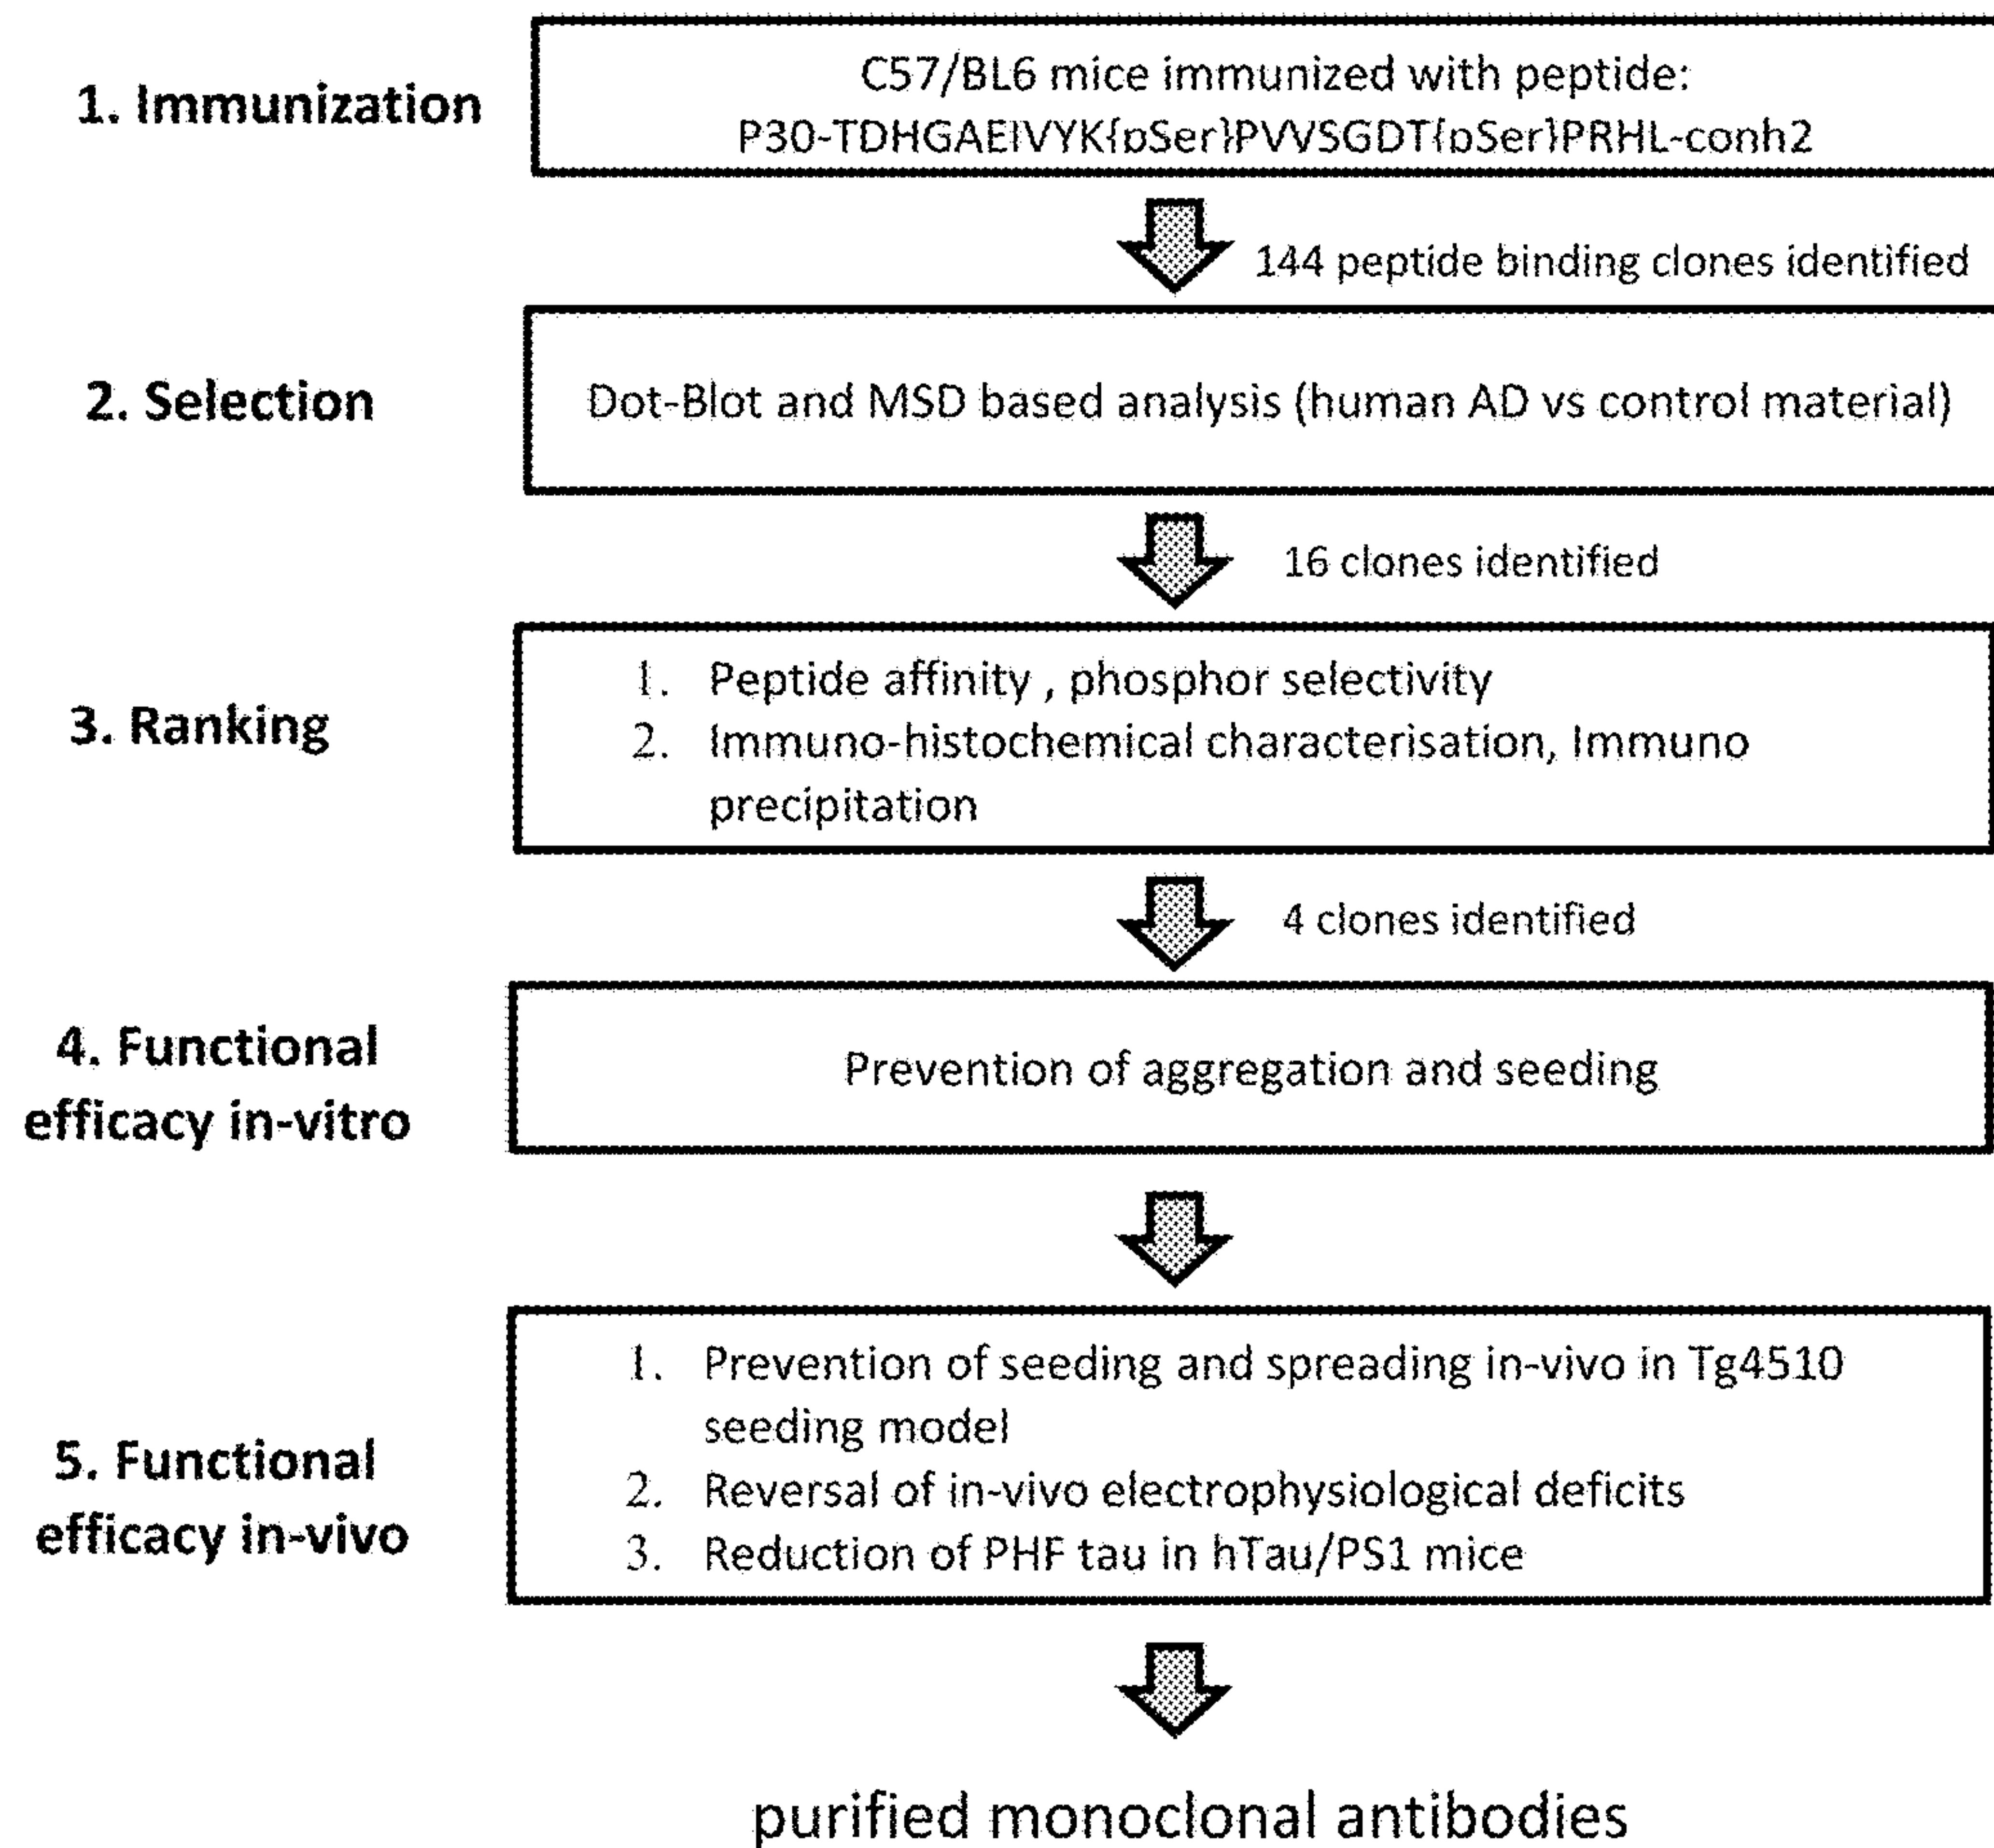 1. Immunization
C57/BL6 mice immunized with peptide:
P30-TDHGAEIVYK{pSer}PVVSGDT{pSer}PRHL-conh2
144 peptide binding clones identified
2. Selection
Dot-Blot and MSD based analysis (human AD vs control material)
16 clones identified
3. Ranking
1. Peptide affinity , phosphor selectivity
2. Immuno-histochemical characterisation, Immuno
precipitation
4 clones identified
4. Functional
efficacy in-vitro
Prevention of aggregation and seeding
5. Functional
efficacy in-vivo
1. Prevention of seeding and spreading in-vivo in Tg4510
seeding model
2. Reversal of in-vivo electrophysiological deficits
3. Reduction of PHF tau in hTau/PS1 mice
purified monoclonal antibodies